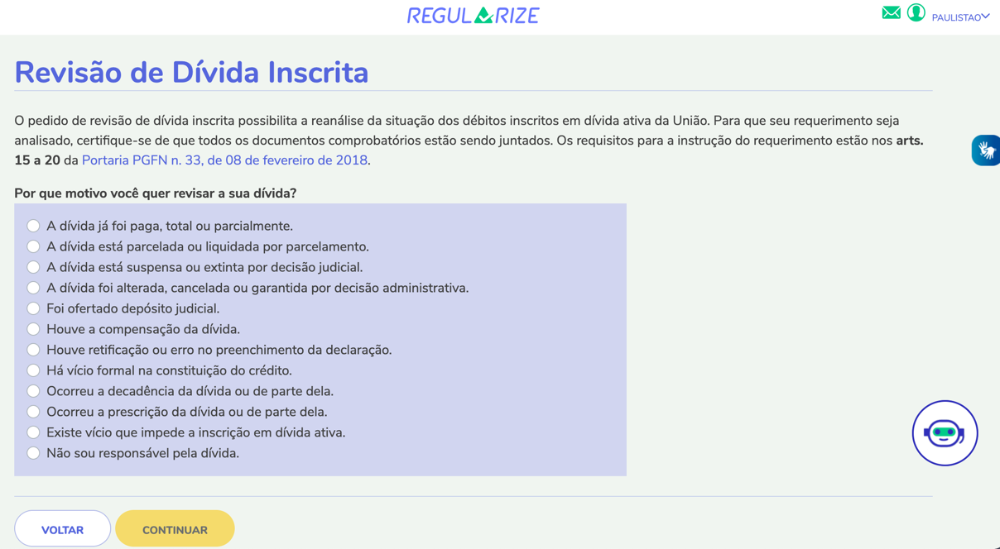 REGULARIZE
PAULISTAO
Revisão de Dívida Inscrita
O pedido de revisão de dívida inscrita possibilita a reanálise da situação dos débitos inscritos em dívida ativa da União. Para que seu requerimento seja
analisado, certifique-se de que todos os documentos comprobatórios estão sendo juntados. Os requisitos para a instrução do requerimento estão nos arts.
15 a 20 da Portaria PGFN n. 33, de 08 de fevereiro de 2018.
Por que motivo você quer revisar a sua dívida?
A dívida já foi paga, total ou parcialmente.
A dívida está parcelada ou liquidada por parcelamento.
A dívida está suspensa ou extinta por decisão judicial.
A dívida foi alterada, cancelada ou garantida por decisão administrativa.
Foi ofertado depósito judicial.
Houve a compensação da dívida.
Houve retificação ou erro no preenchimento da declaração.
Há vício formal na constituição do crédito.
Ocorreu a decadência da dívida ou de parte dela.
Ocorreu a prescrição da dívida ou de parte dela.
Existe vício que impede a inscrição em dívida ativa.
Não sou responsável pela dívida.
VOLTAR
CONTINUAR